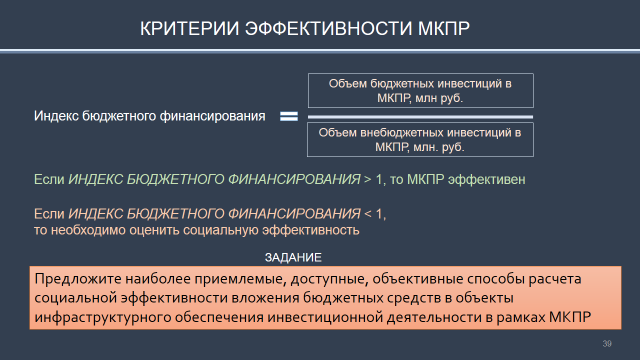 КРИТЕРИИ ЭФФЕКТИВНОСТИ МКПР
Объем бюджетных инвестиций в
МКПР, млн руб.
Индекс бюджетного финансирования =
Объем внебюджетных инвестиций в
МКПР, млн. руб.
Если ИНДЕКС БЮДЖЕТНОГО ФИНАНСИРОВАНИЯ > 1, то МКПР эффективен
Если ИНДЕКС БЮДЖЕТНОГО ФИНАНСИРОВАНИЯ < 1,
то необходимо оценить социальную эффективность
ЗАДАНИЕ
Предложите наиболее приемлемые, доступные, объективные способы расчета
социальной эффективности вложения бюджетных средств в объекты
инфраструктурного обеспечения инвестиционной деятельности в рамках МКПР
39